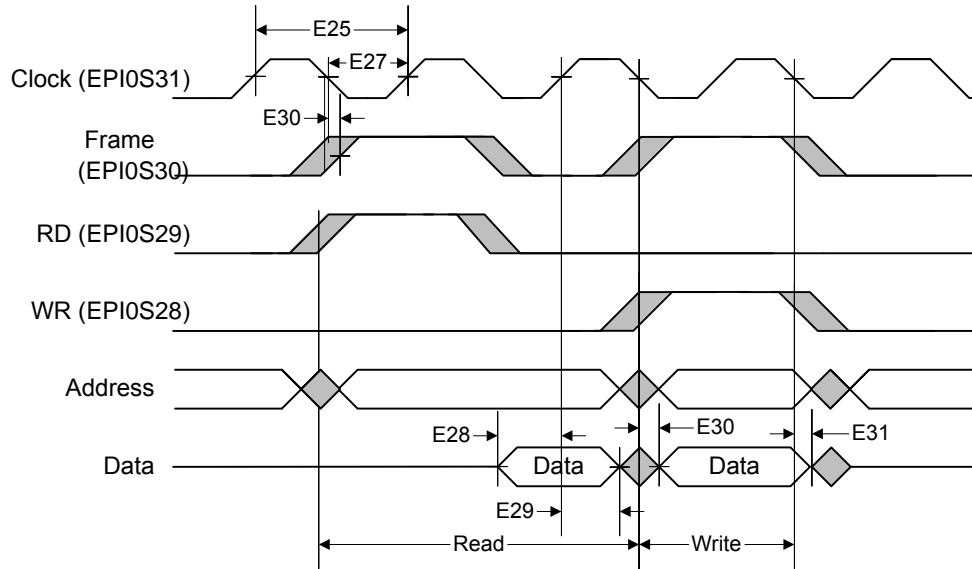 E25
E27
Clock (EPI0S31)
E30
Frame
(EPI0S30)
RD (EPI0S29)
WR (EPI0S28)
Address
E28
E30
E31
Data
Data
Data
E29
Read
Write